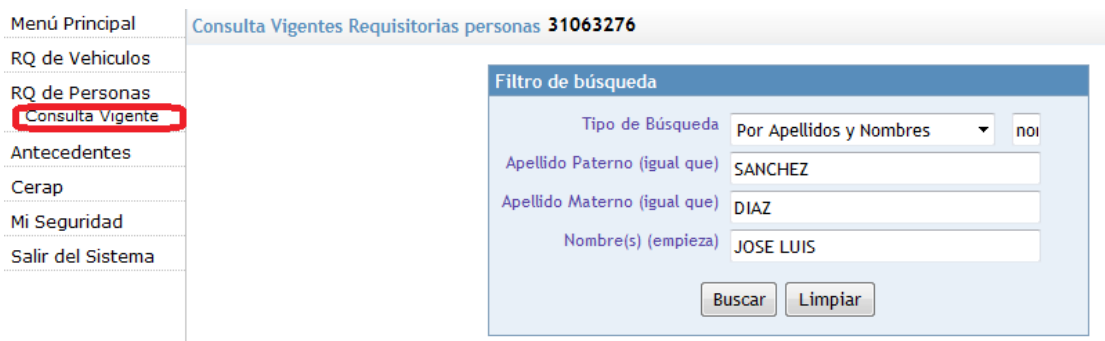 Menú Principal
RQ de Vehiculos
RQ de Personas
Consulta Vigente
Antecedentes
Cerap
Mi Seguridad
Salir del Sistema
Consulta Vigentes Requisitorias personas 31063276
Filtro de búsqueda
Tipo de Búsqueda Por Apellidos y Nombres
Apellido Paterno (igual que) SANCHEZ
Apellido Materno (igual que) DIAZ
Nombre(s) (empieza) JOSE LUIS
Buscar Limpiar